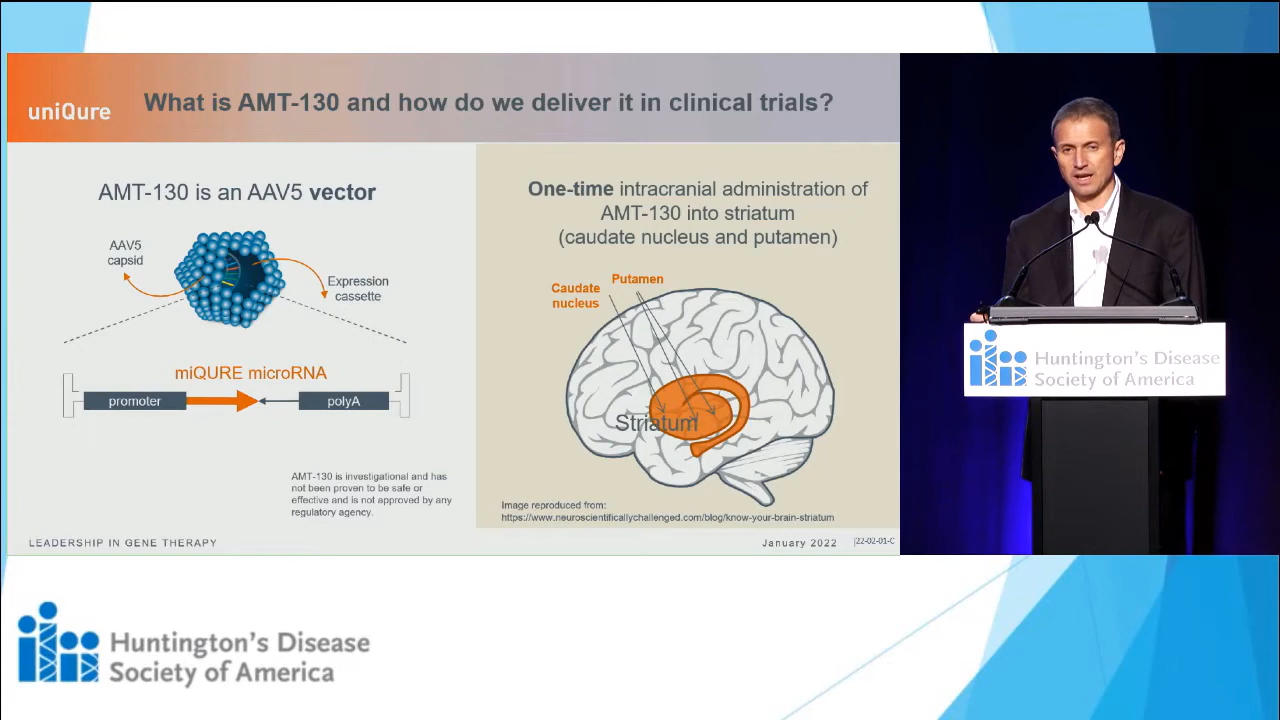 uniQure
What is AMT-130 and how do we deliver it in clinical trials?
AMT-130 is an AAV5 vector
AAV5
capsid
Expression
cassette
miQURE microRNA
promoter
polyA
AMT-130 is investigational and has
not been proven to be safe or
effective and is not approved by any
regulatory agency.
One-time intracranial administration of
AMT-130 into striatum
(caudate nucleus and putamen)
Caudate
nucleus
Putamen
Striatum
Image reproduced from:
https://www.neuroscientificallychallenged.com/blog/know-your-brain-striatum
LEADERSHIP IN GENE THERAPY
January 2022
|22-02-01-C
Huntington's Disease
Society of America
Huntington's Disease
Society of America